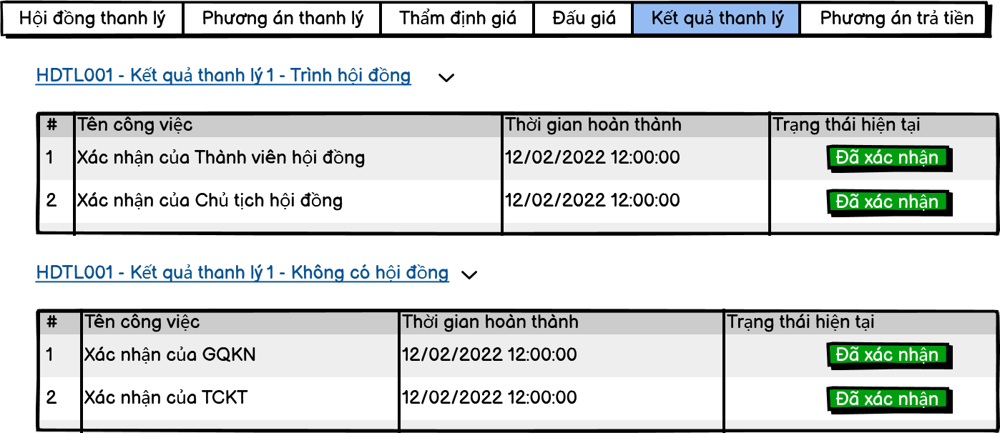 Hội đồng thanh lý Phương án thanh lý Thẩm định giá Đấu giá Kết quả thanh lý Phương án trả tiền
HDTL001 - Kết quả thanh lý 1 - Trình hội đồng
# Tên công việc Thời gian hoàn thành Trạng thái hiện tại
1 Xác nhận của Thành viên hội đồng 12/02/2022 12:00:00 Đã xác nhận
2 Xác nhận của Chủ tịch hội đồng 12/02/2022 12:00:00 Đã xác nhận
HDTL001 - Kết quả thanh lý 1 - Không có hội đồng
# Tên công việc Thời gian hoàn thành Trạng thái hiện tại
1 Xác nhận của GQKN 12/02/2022 12:00:00 Đã xác nhận
2 Xác nhận của TCKT 12/02/2022 12:00:00 Đã xác nhận